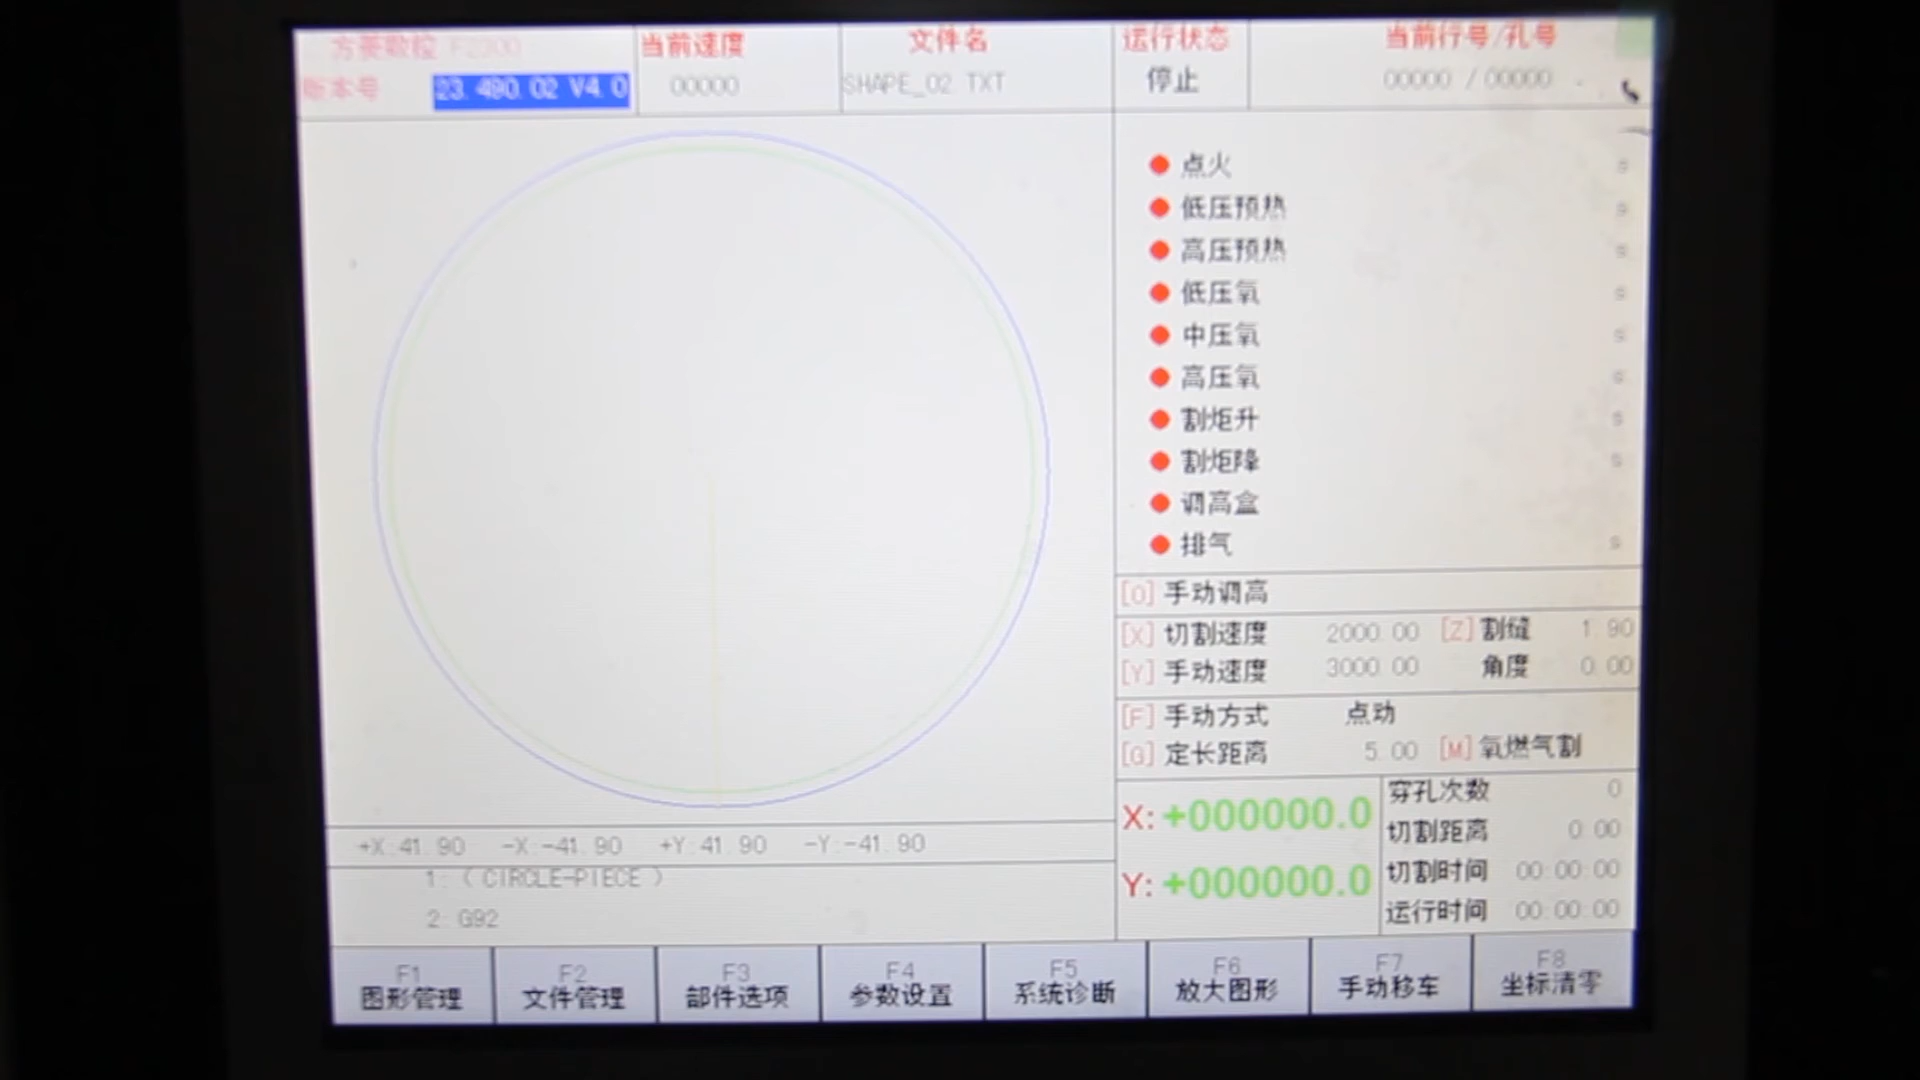 方菱数控 F2300
版本号 23.490.02 V4.0
当前速度
00000
文件名
SHAPE_02.TXT
运行状态
停止
当前行号/孔号
00000 / 00000
点火 s
低压预热 s
高压预热 s
低压氧 s
中压氧 s
高压氧 s
割炬升 s
割炬降 s
调高盒
排气 s
[O] 手动调高
[X] 切割速度 2000.00 [Z] 割缝 1.90
[Y] 手动速度 3000.00 角度 0.00
[F] 手动方式 点动
[G] 定长距离 5.00 [M] 氧燃气割
X: +000000.0
Y: +000000.0
穿孔次数 0
切割距离 0.00
切割时间 00:00:00
运行时间 00:00:00
+X:41.90 -X:-41.90 +Y:41.90 -Y:-41.90
1: ( CIRCLE-PIECE )
2: G92
F1 图形管理
F2 文件管理
F3 部件选项
F4 参数设置
F5 系统诊断
F6 放大图形
F7 手动移车
F8 坐标清零